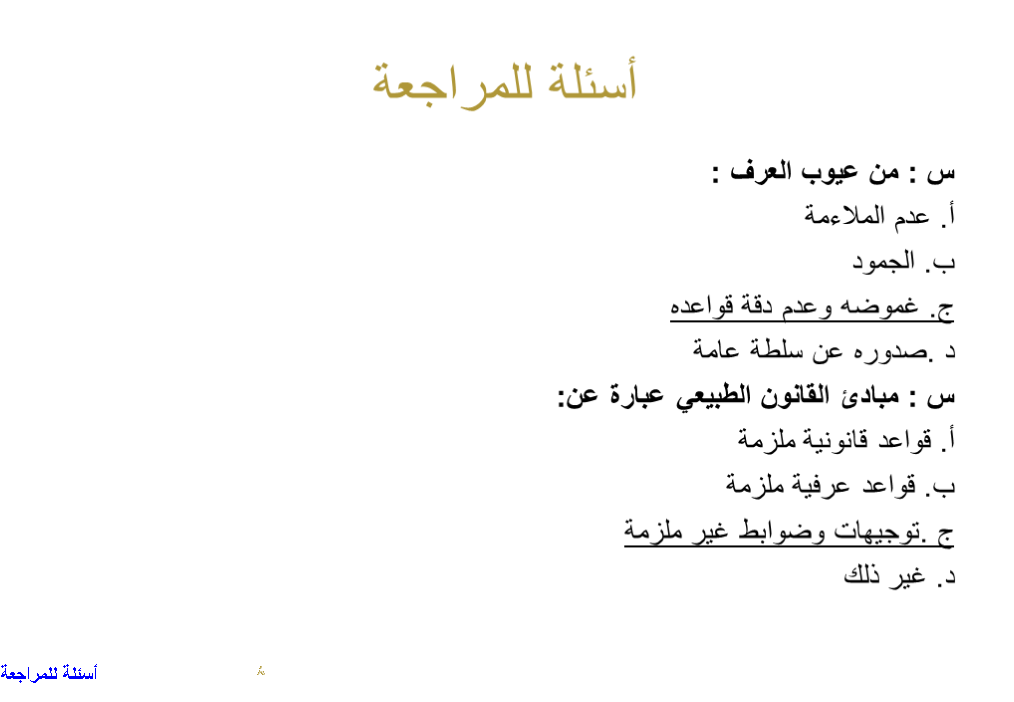 أسئلة للمراجعة
س : من عيوب العرف :
أ. عدم الملاءمة
ب. الجمود
ج. غموضه وعدم دقة قواعده
د .صدوره عن سلطة عامة
س : مبادئ القانون الطبيعي عبارة عن:
أ. قواعد قانونية ملزمة
ب. قواعد عرفية ملزمة
ج .توجيهات وضوابط غير ملزمة
د. غير ذلك
أسئلة للمراجعة